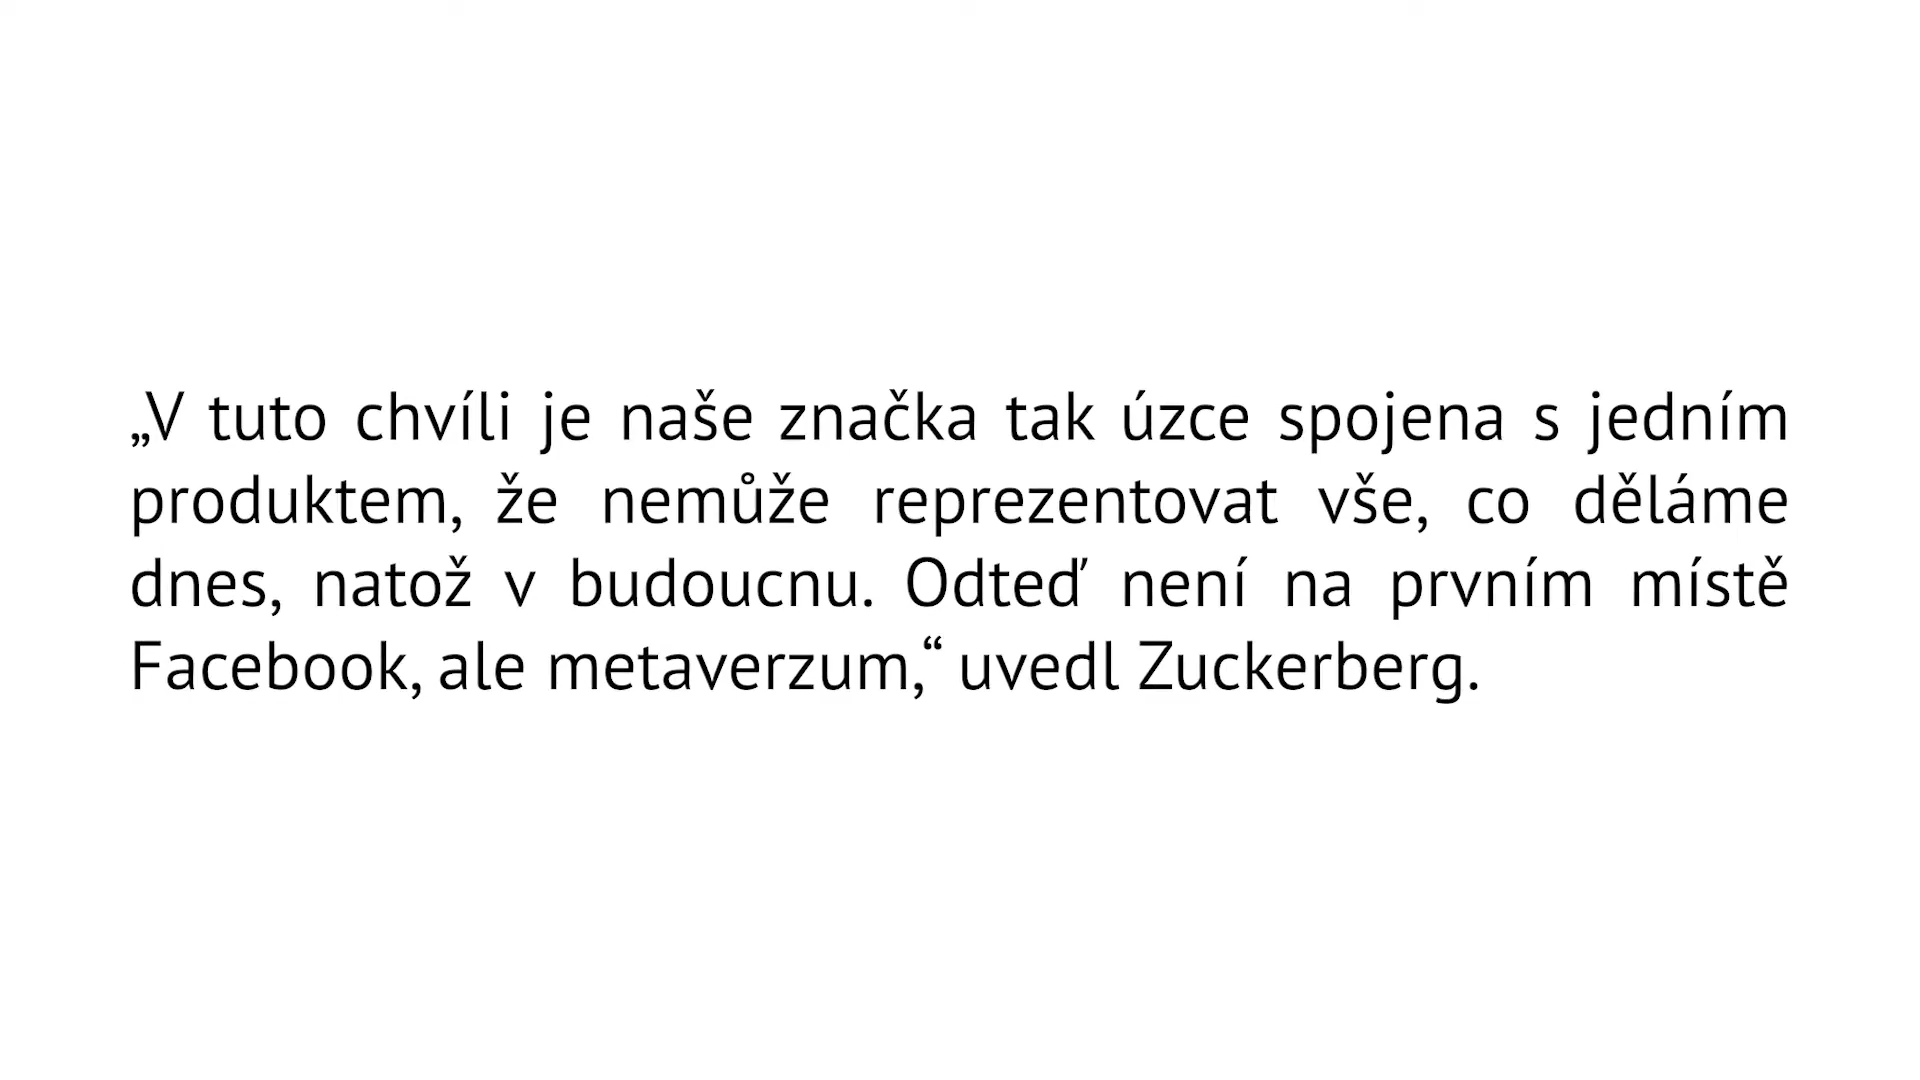 „V tuto chvíli je naše značka tak úzce spojena s jedním
produktem, že nemůže reprezentovat vše, co děláme
dnes, natož v budoucnu. Odteď není na prvním místě
Facebook, ale metaverzum,“ uvedl Zuckerberg.